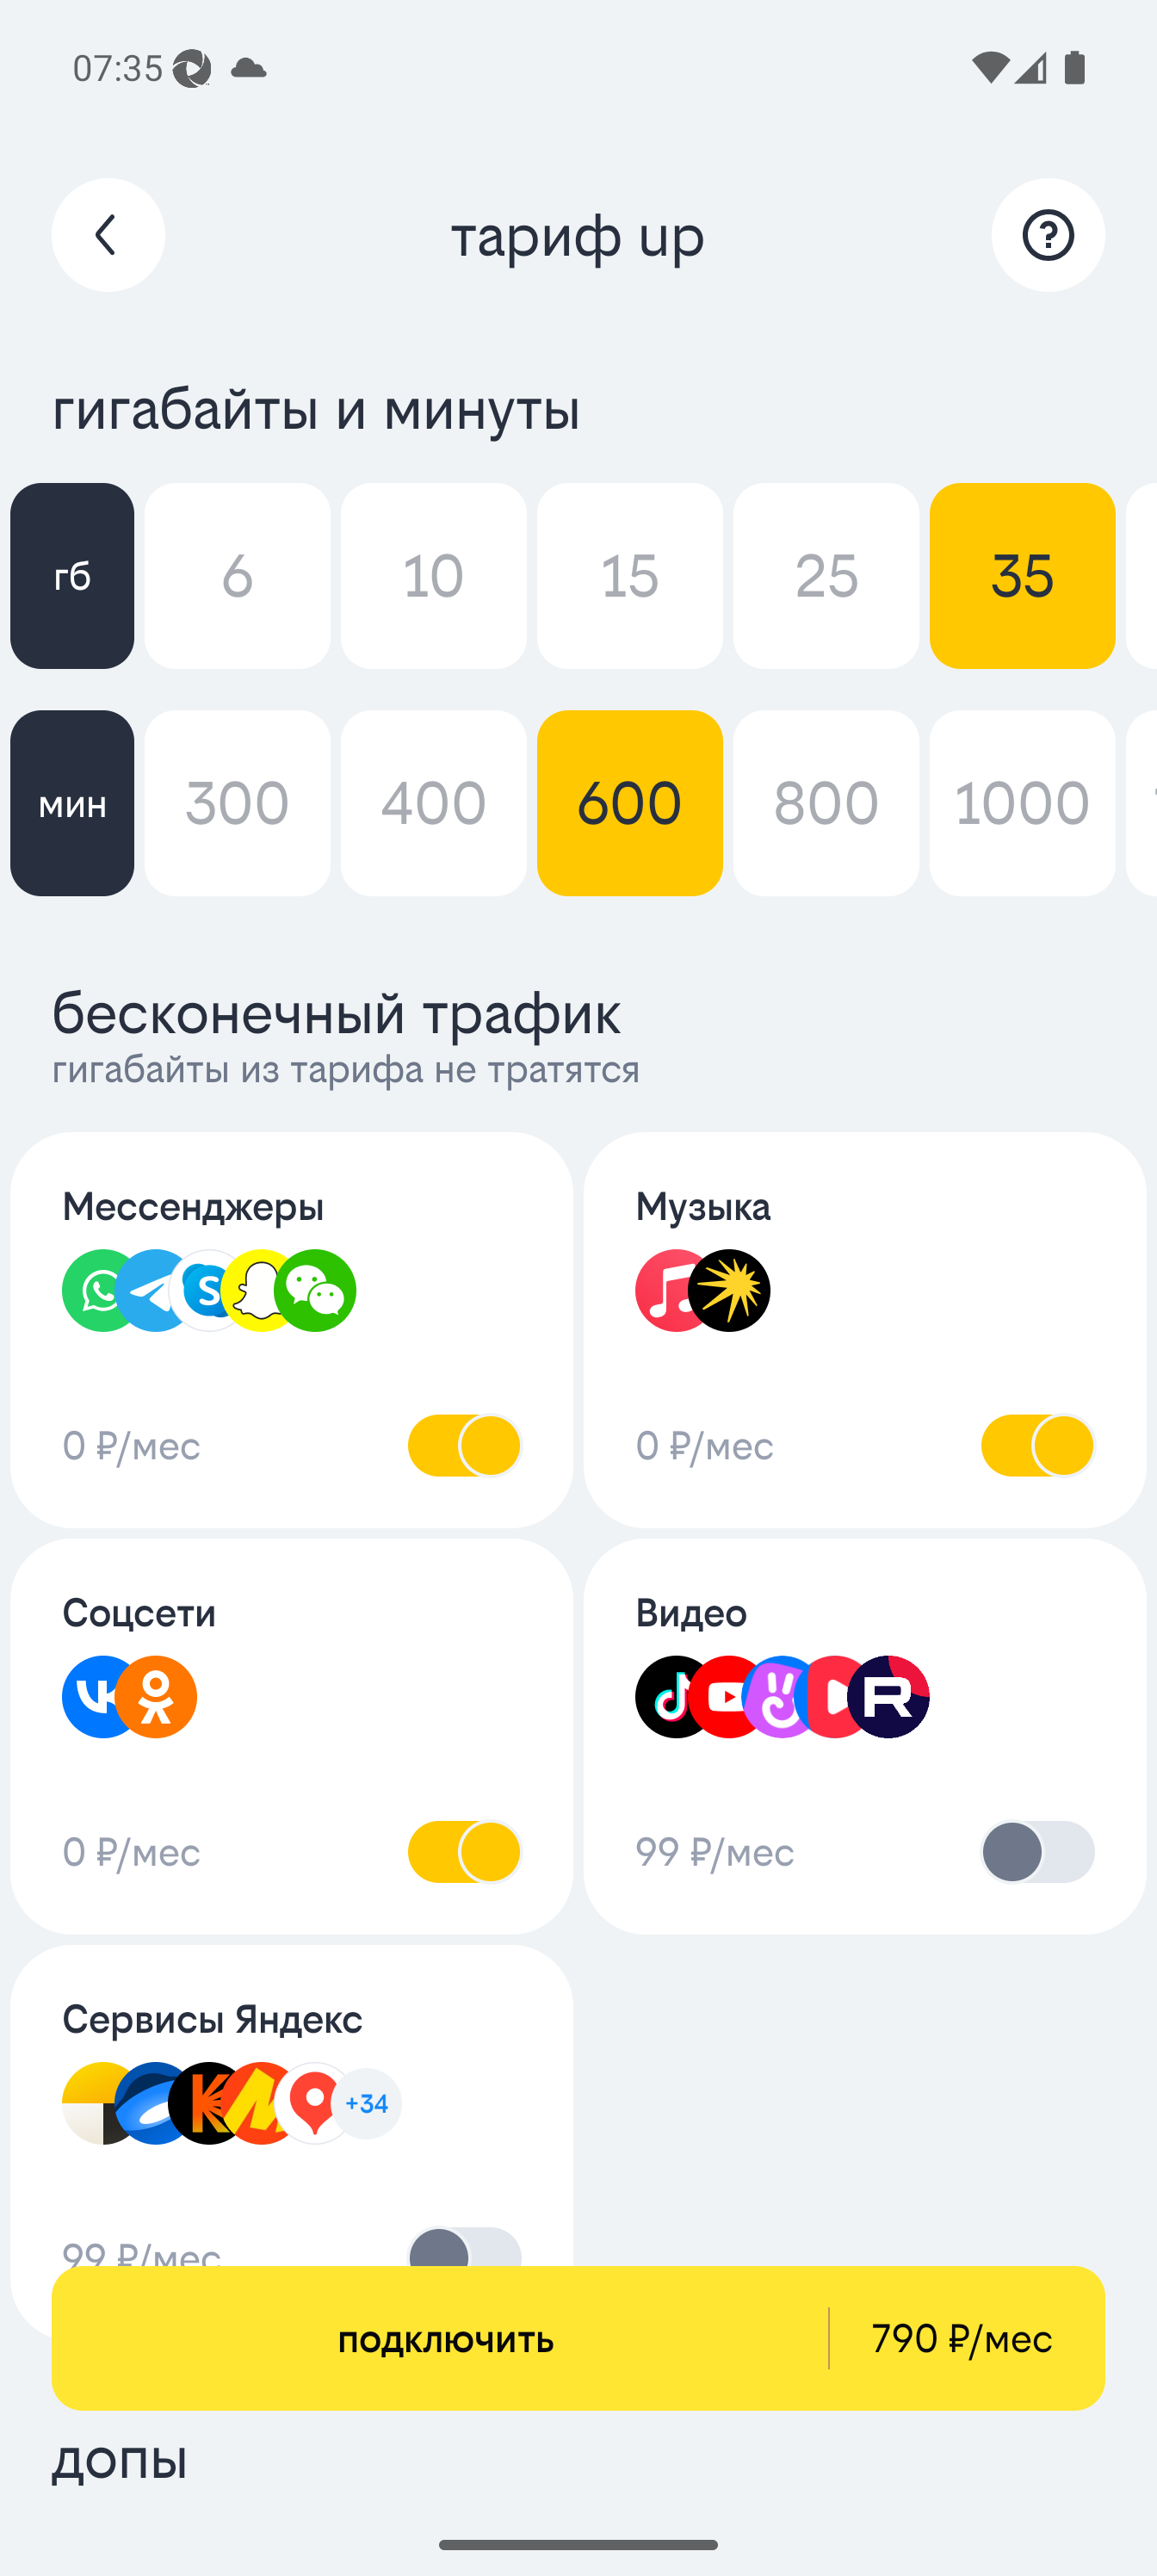 07:35
тариф up
гигабайты и минуты
гб 6 10 15 25 35
мин 300 400 600 800 1000
бесконечный трафик
гигабайты из тарифа не тратятся
Мессенджеры
0 ₽/мес
Музыка
0 ₽/мес
Соцсети
0 ₽/мес
Видео
99 ₽/мес
Сервисы Яндекс
+34
99 ₽/мес
подключить 790 ₽/мес
допы